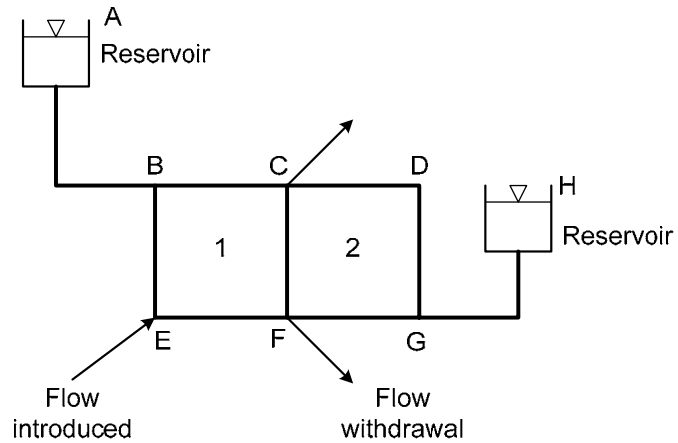 A
Reservoir
B
C
D
H
Reservoir
1
2
E
F
G
Flow
introduced
Flow
withdrawal